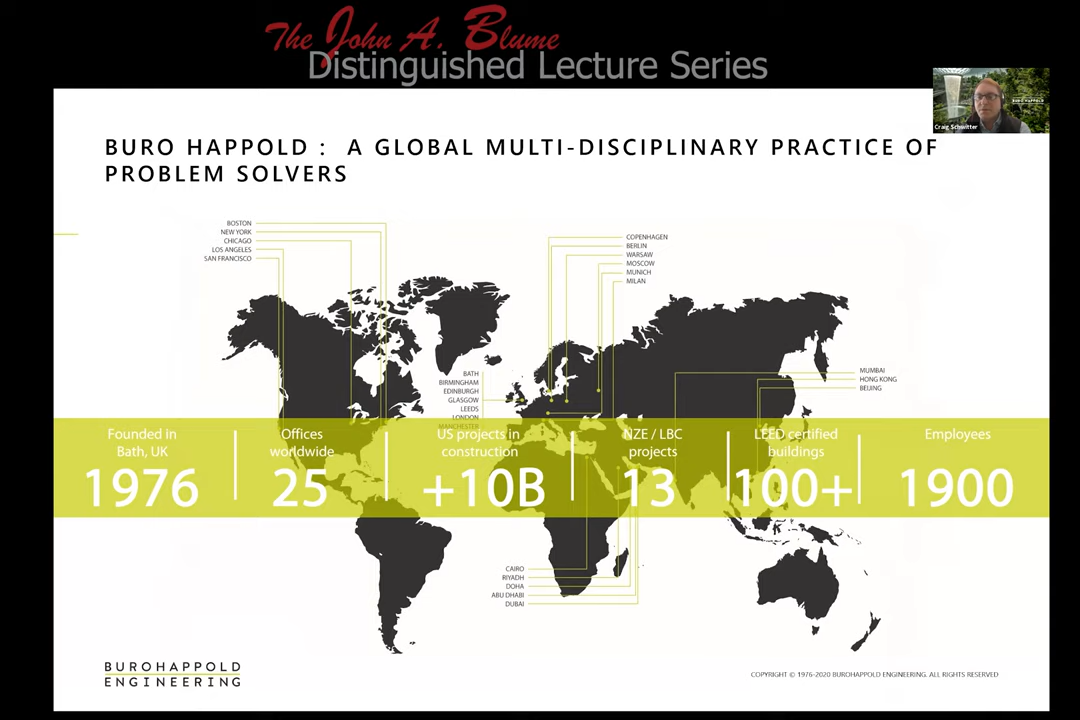 The John A. Blume
Distinguished Lecture Series
BURO HAPPOLD : A GLOBAL MULTI-DISCIPLINARY PRACTICE OF
PROBLEM SOLVERS
Craig Schwitter
BURO HAPPOLD
BOSTON
NEW YORK
CHICAGO
LOS ANGELES
SAN FRANCISCO
COPENHAGEN
BERLIN
WARSAW
MOSCOW
MUNICH
MILAN
BATH
BIRMINGHAM
EDINBURGH
GLASGOW
LEEDS
LONDON
MANCHESTER
MUMBAI
HONG KONG
BEIJING
Founded in
Bath, UK
1976
Offices
worldwide
25
US projects in
construction
+10B
NZE / LBC
projects
13
LEED certified
buildings
100+
Employees
1900
CAIRO
RIYADH
DOHA
ABU DHABI
DUBAI
BUROHAPPOLD
ENGINEERING
COPYRIGHT © 1976-2020 BUROHAPPOLD ENGINEERING. ALL RIGHTS RESERVED